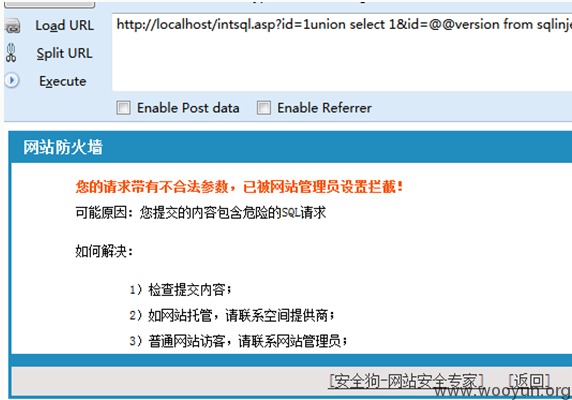 Load URL
http://localhost/intsql.asp?id=1union select 1&id=@@version from sqlinje
Split URL
Execute
Enable Post data
Enable Referrer
网站防火墙
您的请求带有不合法参数，已被网站管理员设置拦截！
可能原因：您提交的内容包含危险的SQL请求
如何解决：
1）检查提交内容；
2）如网站托管，请联系空间提供商；
3）普通网站访客，请联系网站管理员；
[安全狗-网站安全专家] [返回]
www.wooyun.org